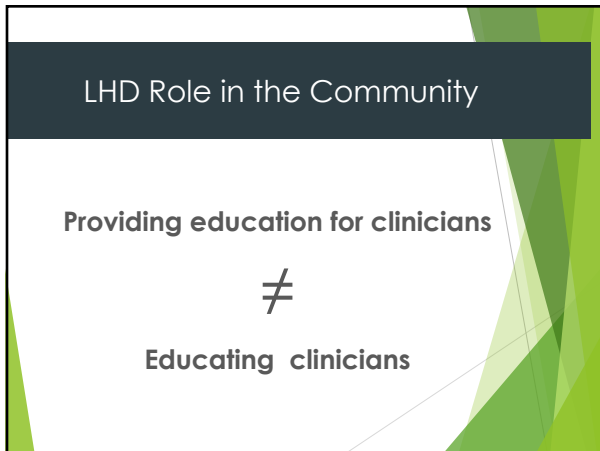 LHD Role in the Community
Providing education for clinicians
≠
Educating clinicians